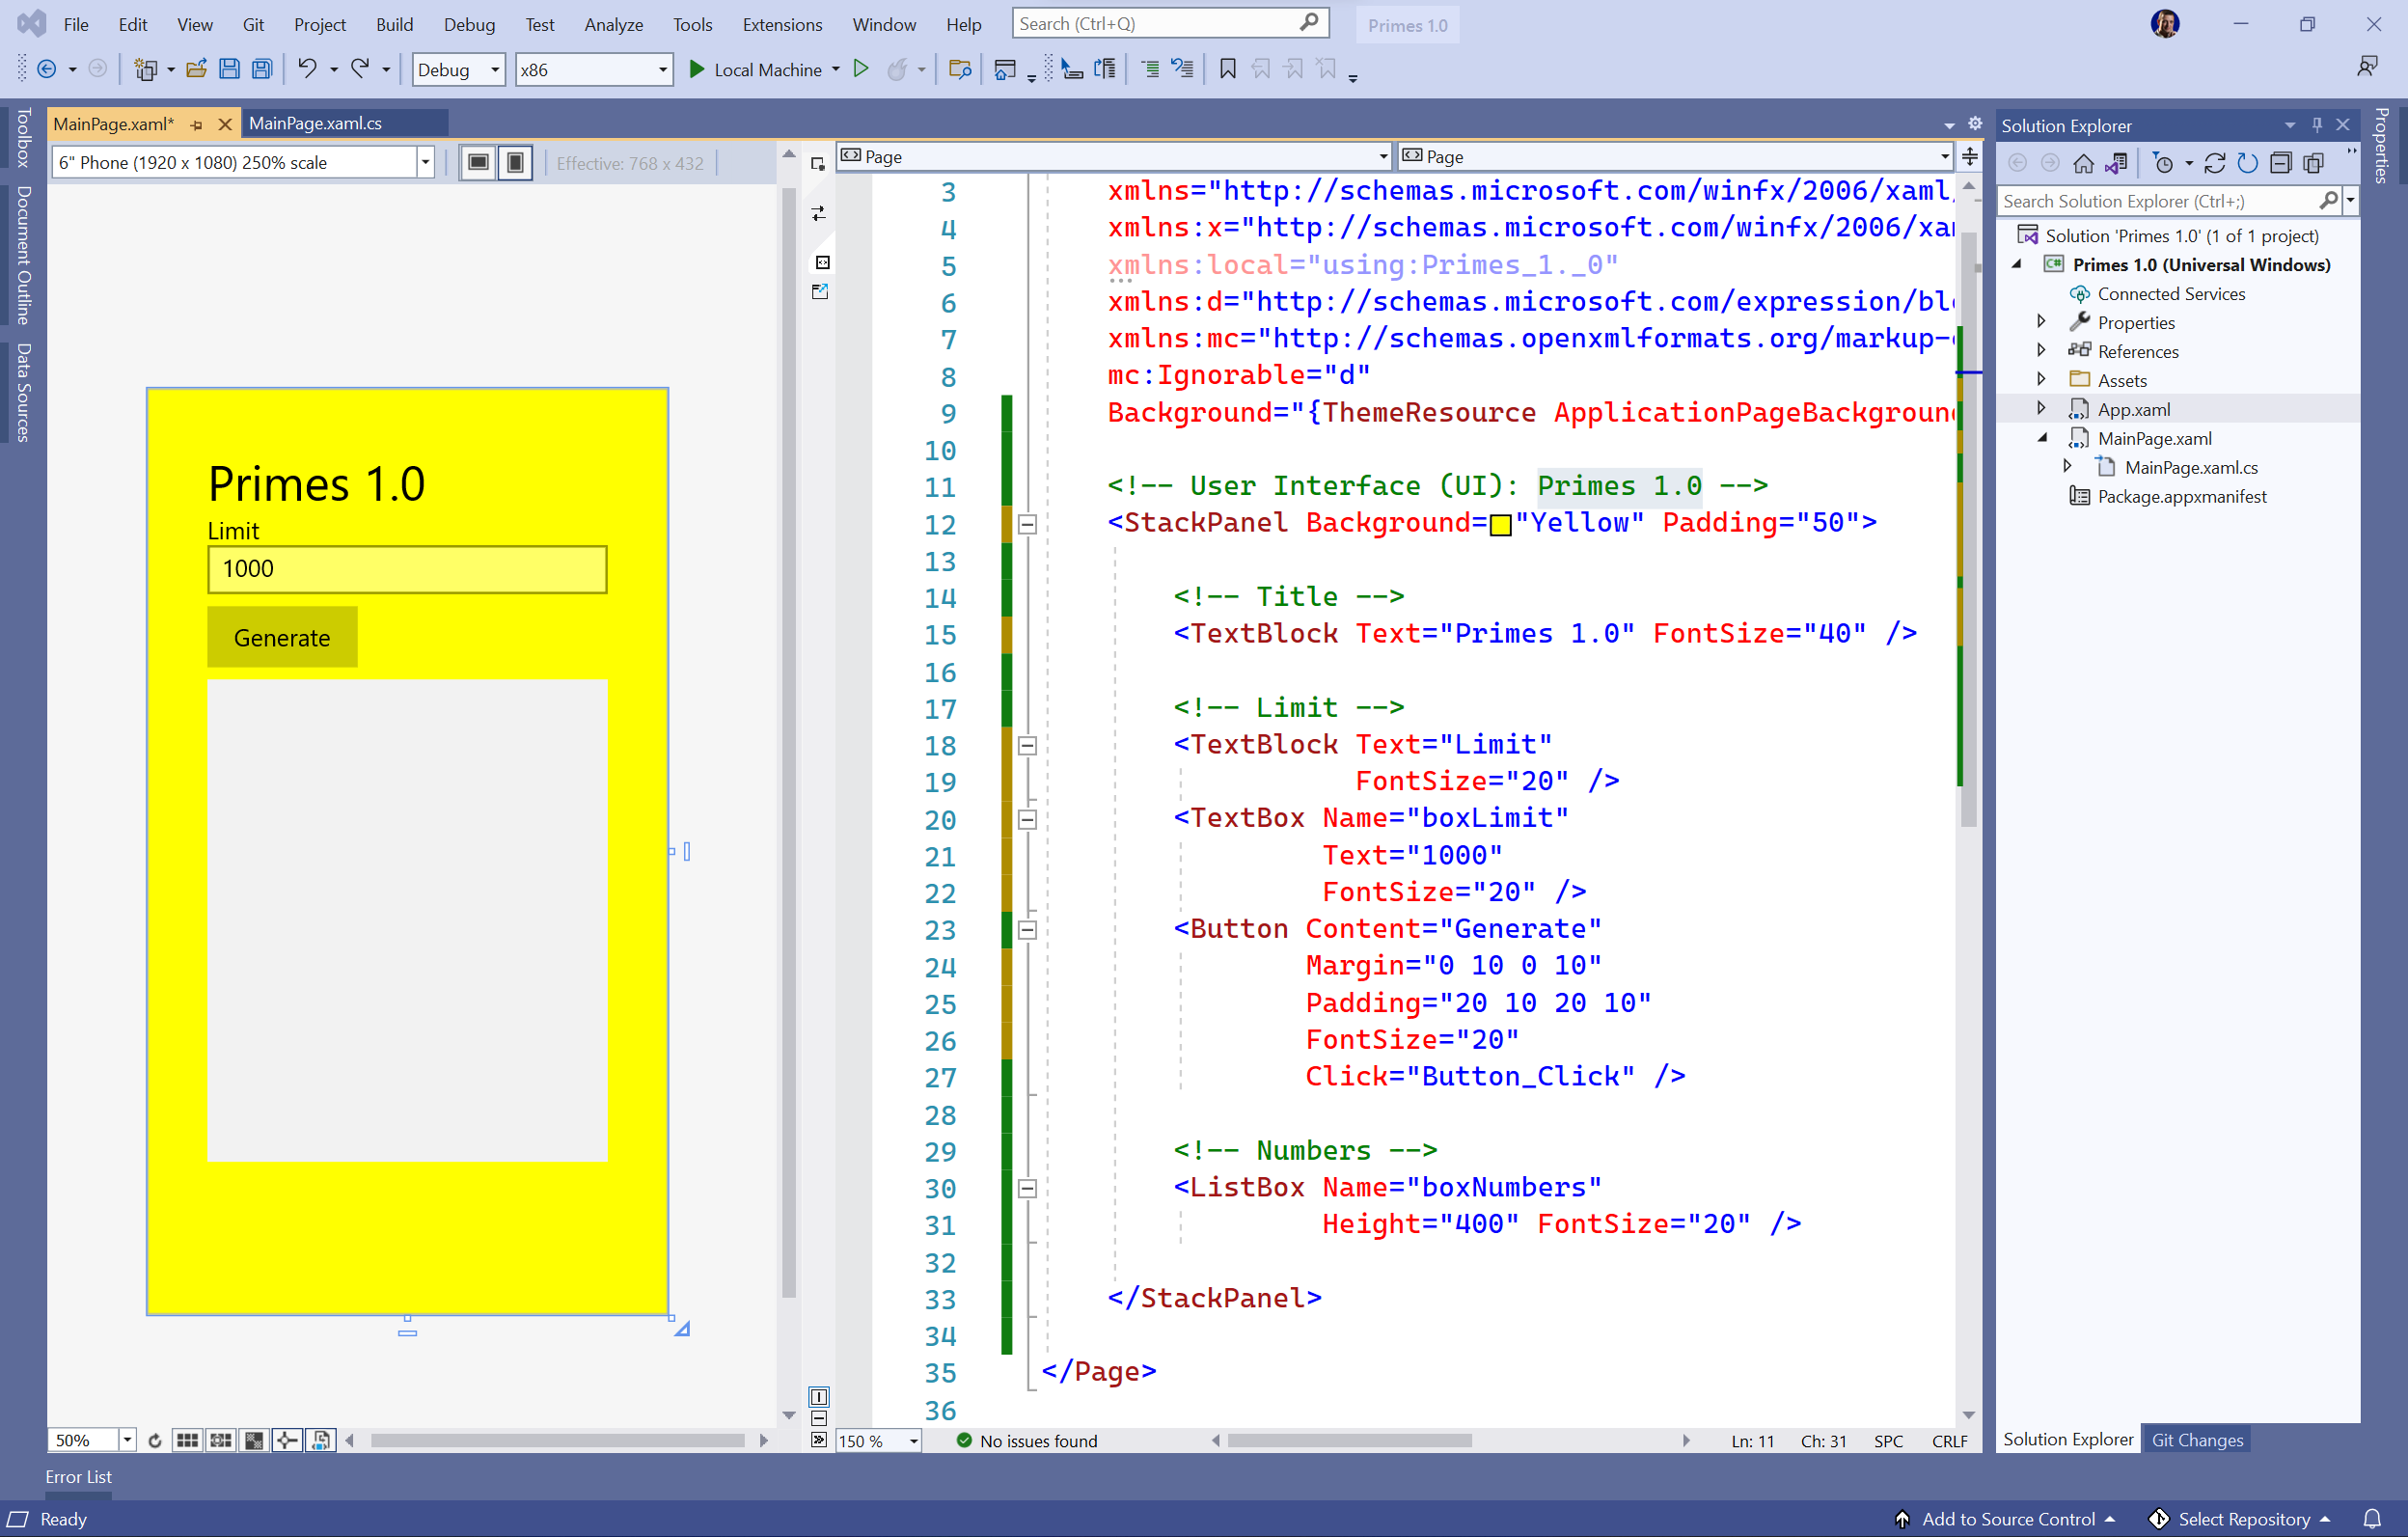 File Edit View Git Project Build Debug Test Analyze Tools Extensions Window Help Search (Ctrl+Q) Primes 1.0
Debug x86 Local Machine
Toolbox
Document Outline
Data Sources
MainPage.xaml* MainPage.xaml.cs
6" Phone (1920 x 1080) 250% scale Effective: 768 x 432
Primes 1.0
Limit
1000
Generate
50%
Page Page
3 xmlns="http://schemas.microsoft.com/winfx/2006/xaml/
4 xmlns:x="http://schemas.microsoft.com/winfx/2006/xa
5 xmlns:local="using:Primes_1._0"
6 xmlns:d="http://schemas.microsoft.com/expression/bl
7 xmlns:mc="http://schemas.openxmlformats.org/markup-
8 mc:Ignorable="d"
9 Background="{ThemeResource ApplicationPageBackgroun
10
11 <!-- User Interface (UI): Primes 1.0 -->
12 <StackPanel Background="Yellow" Padding="50">
13
14 <!-- Title -->
15 <TextBlock Text="Primes 1.0" FontSize="40" />
16
17 <!-- Limit -->
18 <TextBlock Text="Limit"
19 FontSize="20" />
20 <TextBox Name="boxLimit"
21 Text="1000"
22 FontSize="20" />
23 <Button Content="Generate"
24 Margin="0 10 0 10"
25 Padding="20 10 20 10"
26 FontSize="20"
27 Click="Button_Click" />
28
29 <!-- Numbers -->
30 <ListBox Name="boxNumbers"
31 Height="400" FontSize="20" />
32
33 </StackPanel>
34
35 </Page>
36
150 % No issues found Ln: 11 Ch: 31 SPC CRLF
Solution Explorer
Search Solution Explorer (Ctrl+;)
Solution 'Primes 1.0' (1 of 1 project)
C# Primes 1.0 (Universal Windows)
Connected Services
Properties
References
Assets
App.xaml
MainPage.xaml
MainPage.xaml.cs
Package.appxmanifest
Solution Explorer Git Changes
Properties
Error List
Ready Add to Source Control Select Repository